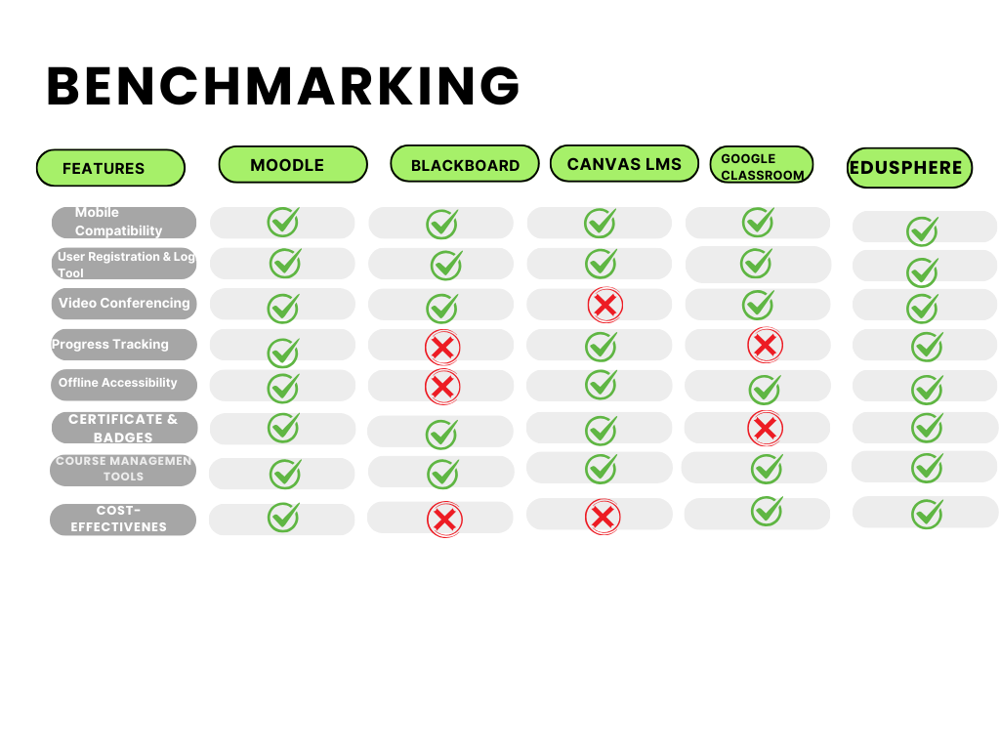 BENCHMARKING
FEATURES
MOODLE
BLACKBOARD
CANVAS LMS
GOOGLE
CLASSROOM
EDUSPHERE
Mobile
Compatibility
User Registration & Log
Tool
Video Conferencing
Progress Tracking
Offline Accessibility
CERTIFICATE &
BADGES
COURSE MANAGEMEN
TOOLS
COST-
EFFECTIVENES